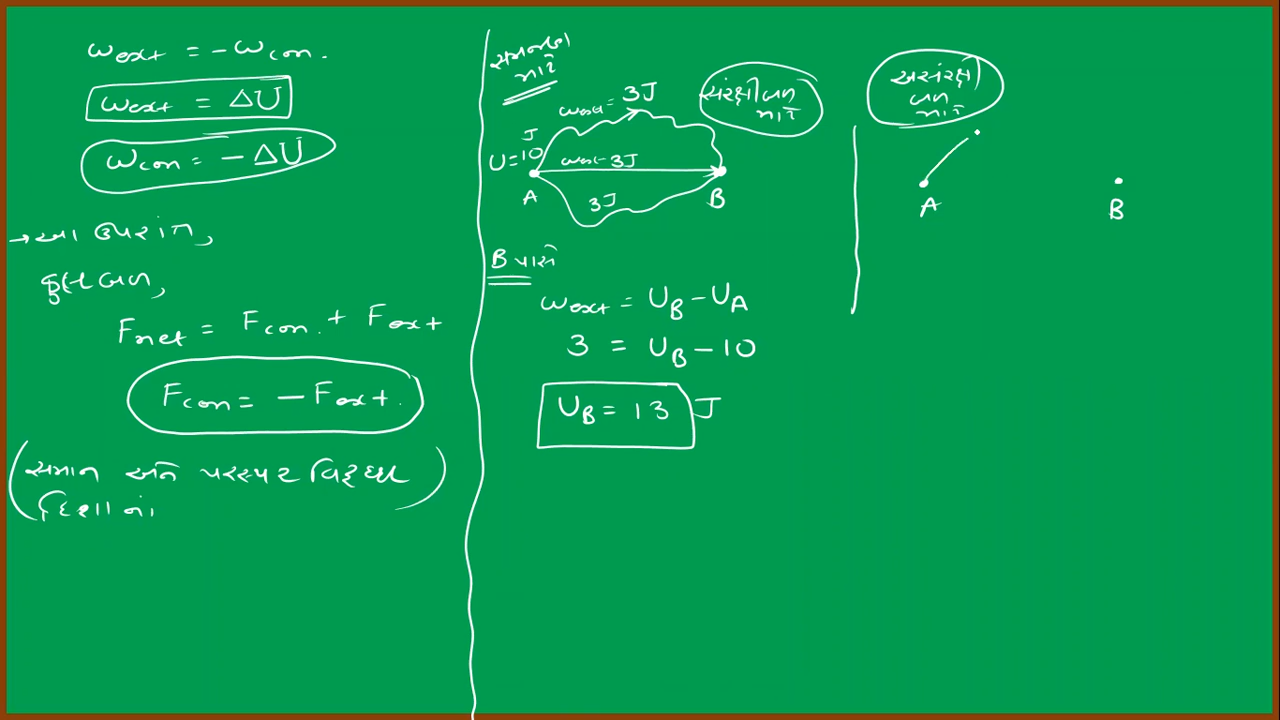 Wext = -Wcon.
Wext = ΔU
Wcon = - ΔU
→ આ ઉપરાંત,
કુલ બળ,
Fnet = Fcon. + Fext
Fcon = - Fext.
(સમાન અને પરસ્પર વિરુદ્ધ
દિશાનાં)
સમજવા
માટે
Wext = 3J
સંરક્ષી બળ
માટે
J
U=10
Wext = 3J
A
3J
B
B પાસે
Wext = UB - UA
3 = UB - 10
UB = 13 J
અસંરક્ષી
બળ
માટે
A
B